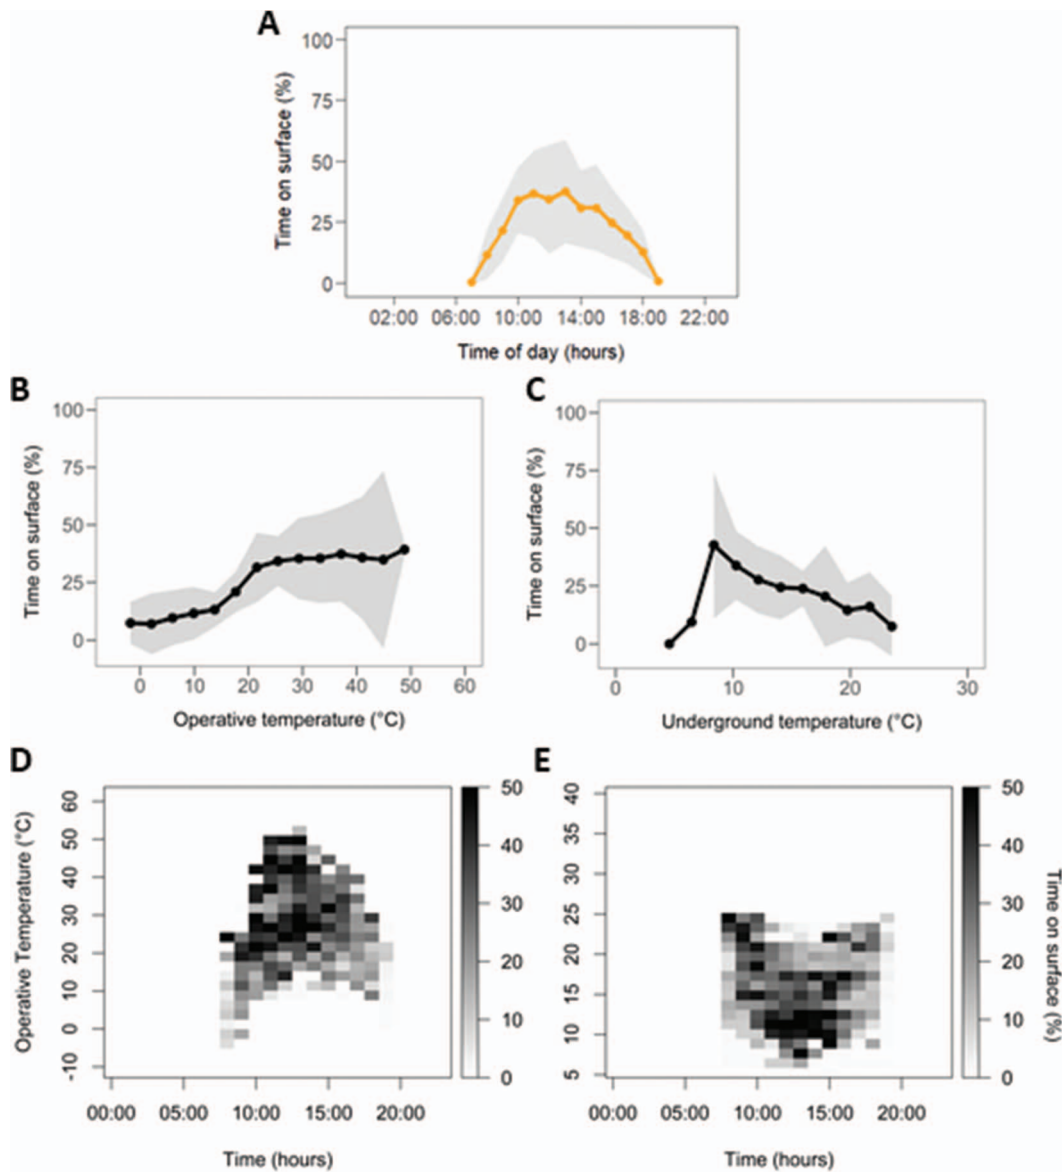 A
Time on surface (%)
100
75
50
25
0
02:00 06:00 10:00 14:00 18:00 22:00
Time of day (hours)
B
Time on surface (%)
100
75
50
25
0
0 10 20 30 40 50 60
Operative temperature (°C)
C
Time on surface (%)
100
75
50
25
0
0 10 20 30
Underground temperature (°C)
D
Operative Temperature (°C)
60
50
40
30
20
10
0
-10
00:00 05:00 10:00 15:00 20:00
Time (hours)
50
40
30
20
10
0
E
40
35
30
25
20
15
10
5
00:00 05:00 10:00 15:00 20:00
Time (hours)
50
40
30
20
10
0
Time on surface (%)